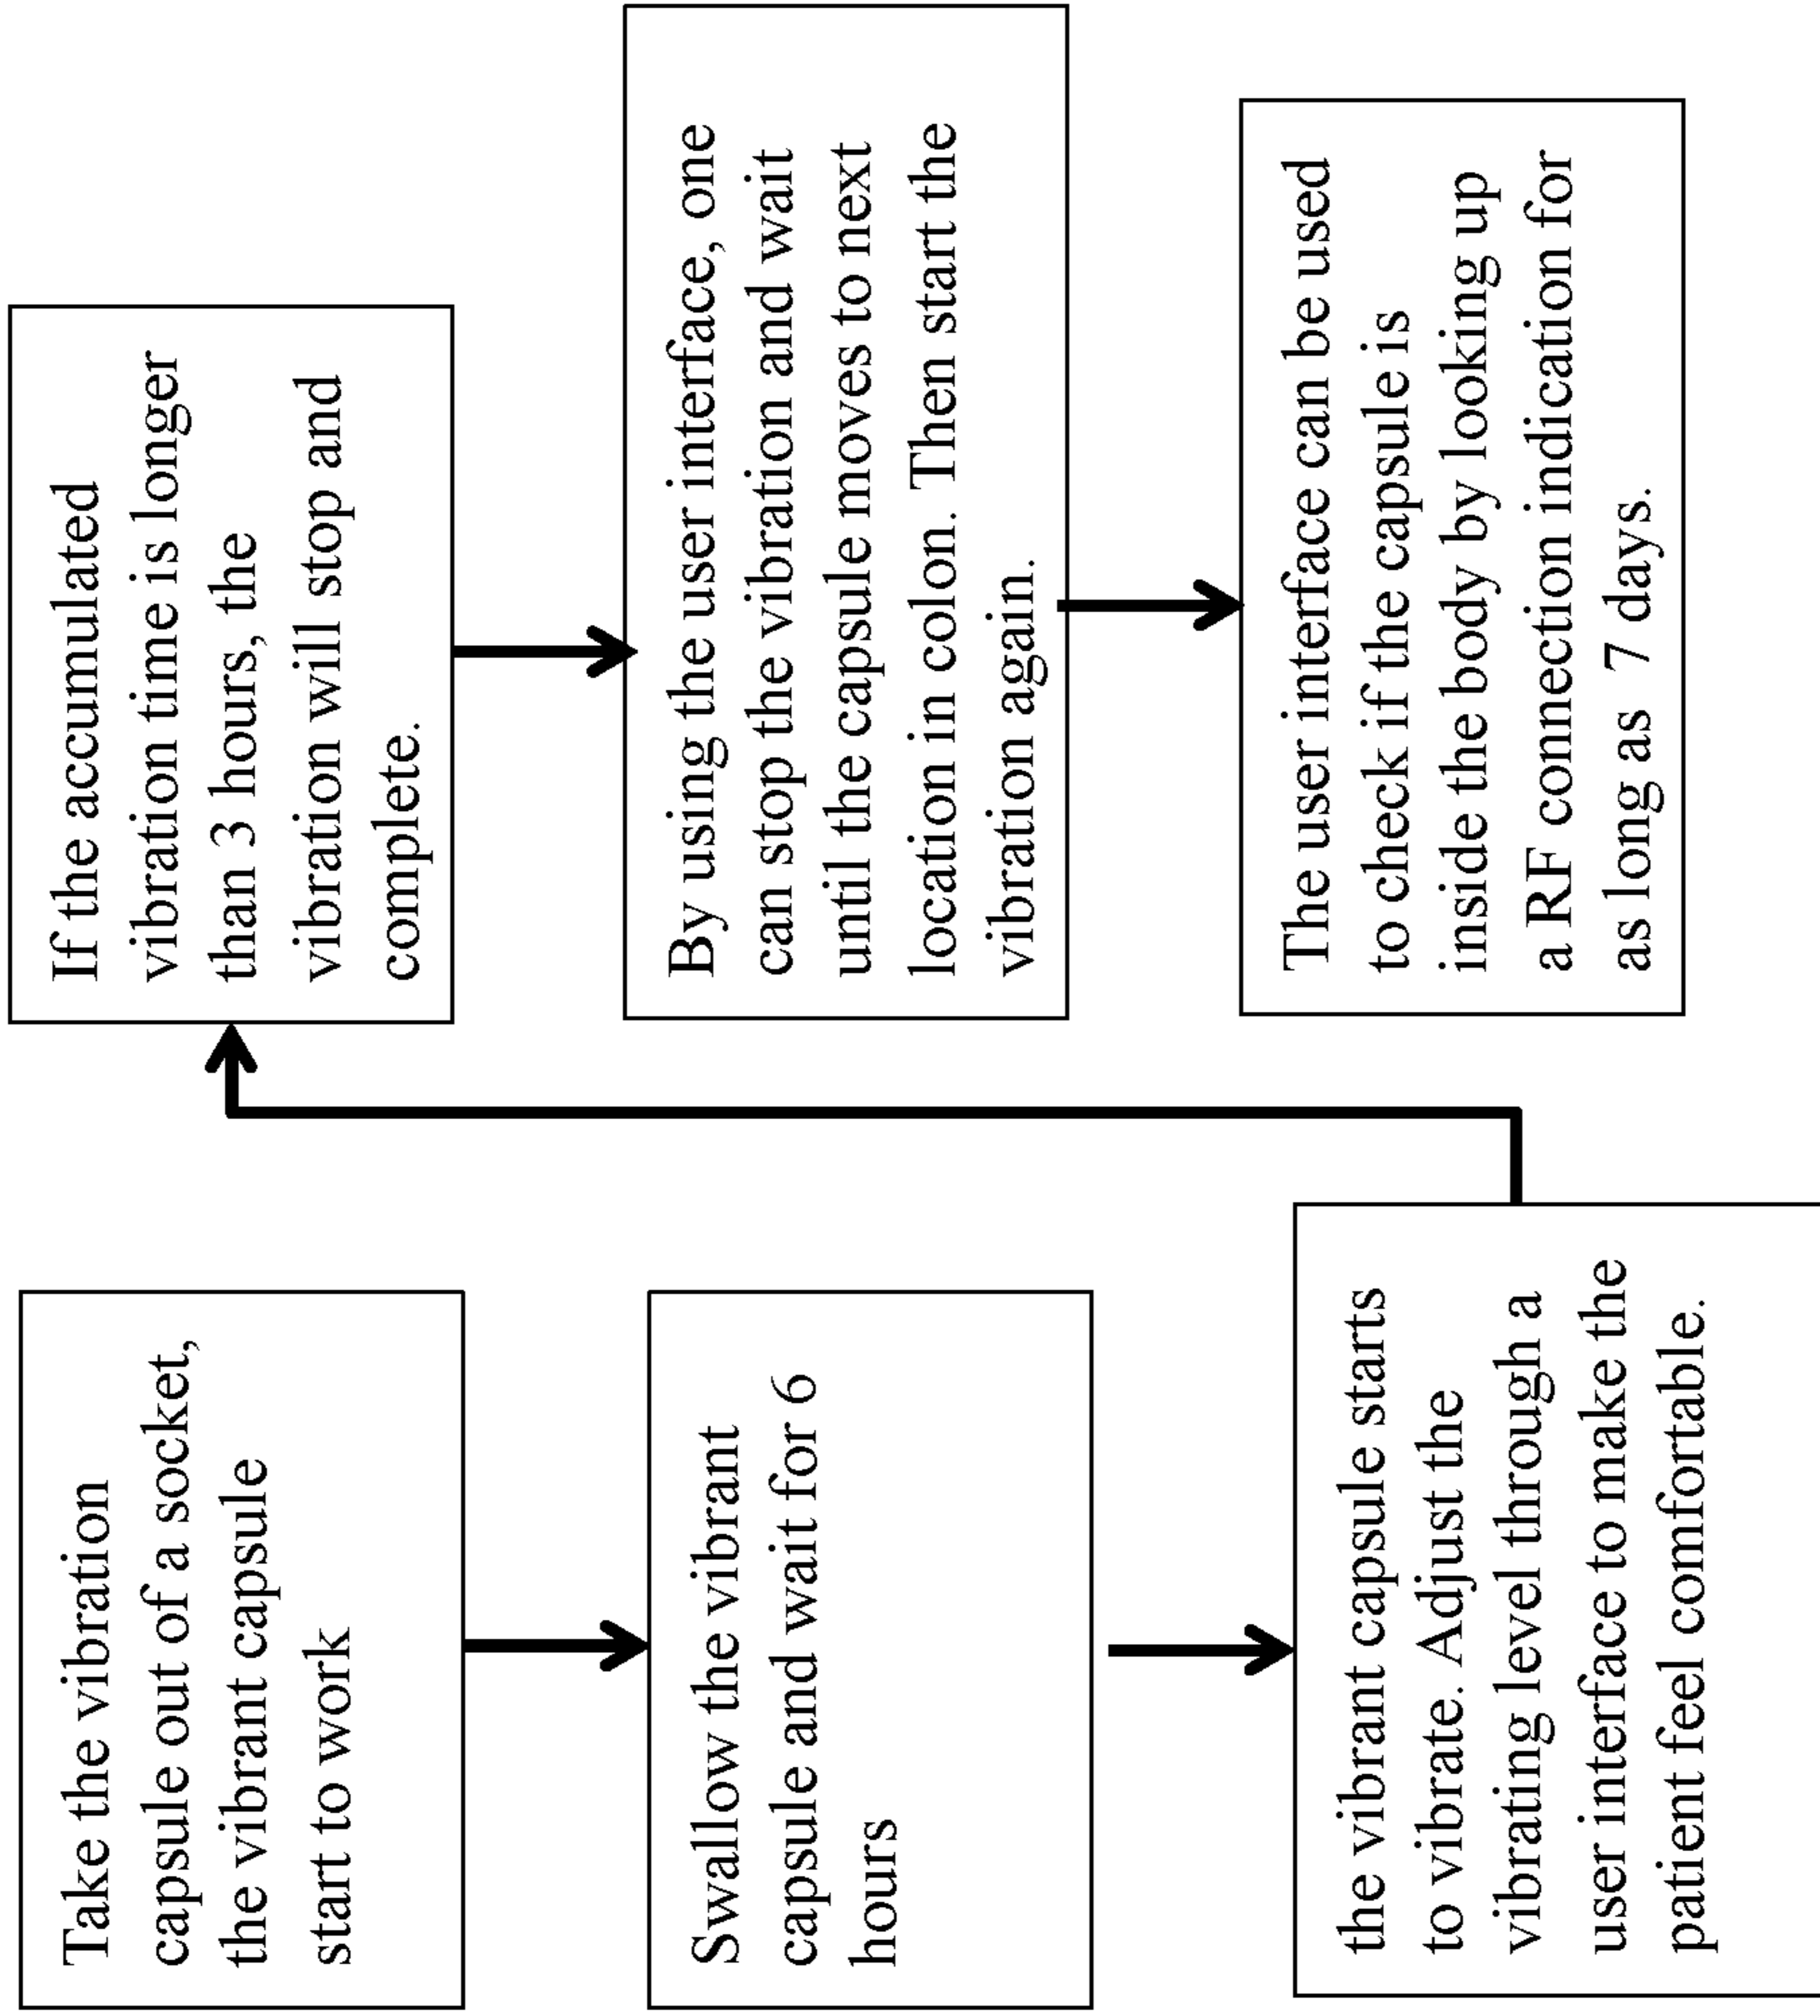 Take the vibration
capsule out of a socket,
the vibrant capsule
start to work
Swallow the vibrant
capsule and wait for 6
hours
the vibrant capsule starts
to vibrate. Adjust the
vibrating level through a
user interface to make the
patient feel comfortable.
If the accumulated
vibration time is longer
than 3 hours, the
vibration will stop and
complete.
By using the user interface, one
can stop the vibration and wait
until the capsule moves to next
location in colon. Then start the
vibration again.
The user interface can be used
to check if the capsule is
inside the body by looking up
a RF connection indication for
as long as 7 days.